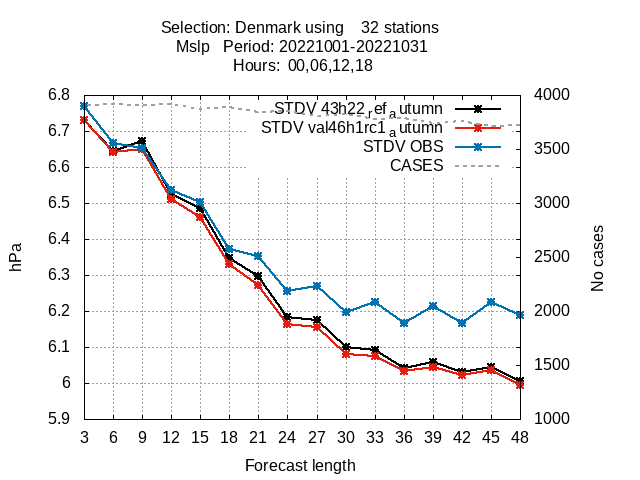 Selection: Denmark using    32 stations
Mslp   Period: 20221001-20221031
Hours:  00,06,12,18
6.8
6.7
6.6
6.5
6.4
6.3
6.2
6.1
6
5.9
hPa
STDV 43h22_ref_autumn
STDV val46h1rc1_autumn
STDV OBS
CASES
4000
3500
3000
2500
2000
1500
1000
No cases
3 6 9 12 15 18 21 24 27 30 33 36 39 42 45 48
Forecast length